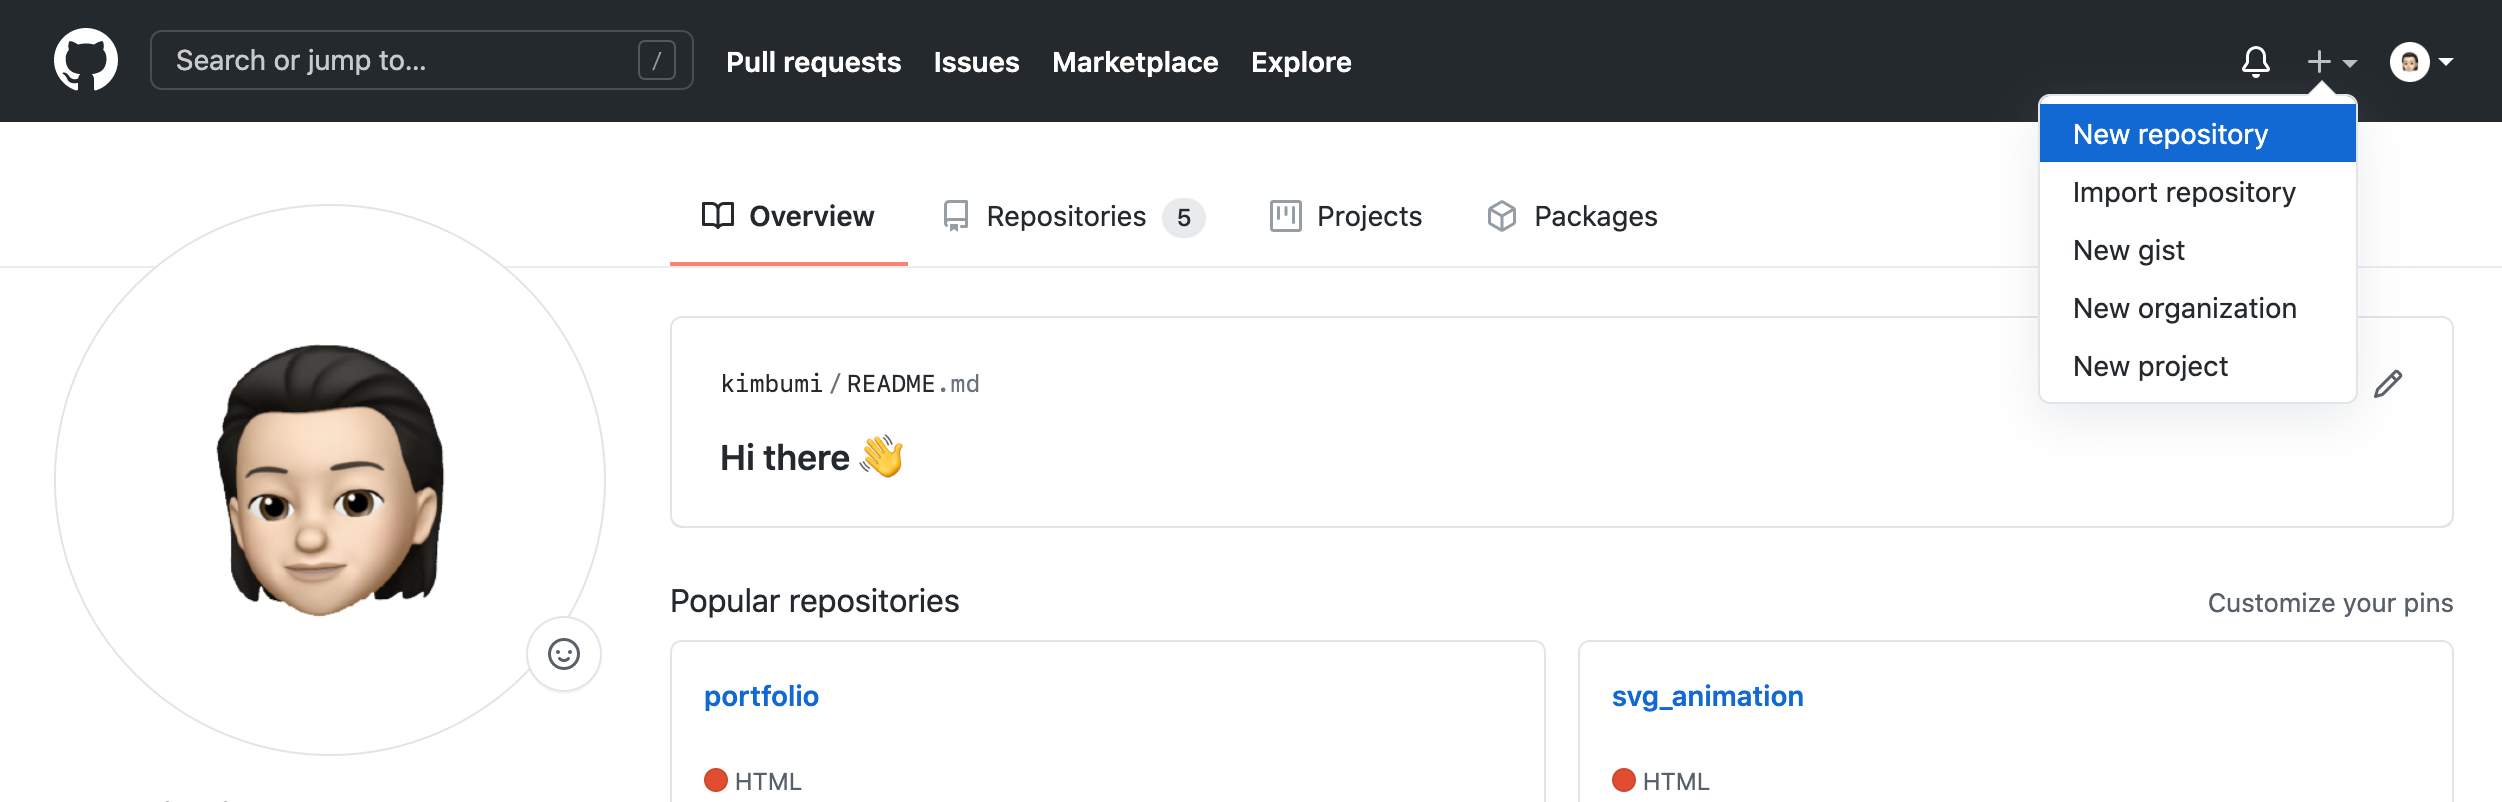 Search or jump to... /
Pull requests Issues Marketplace Explore
New repository
Import repository
New gist
New organization
New project
Overview Repositories 5 Projects Packages
kimbumi / README.md
Hi there 👋
Popular repositories
Customize your pins
portfolio
HTML
svg_animation
HTML